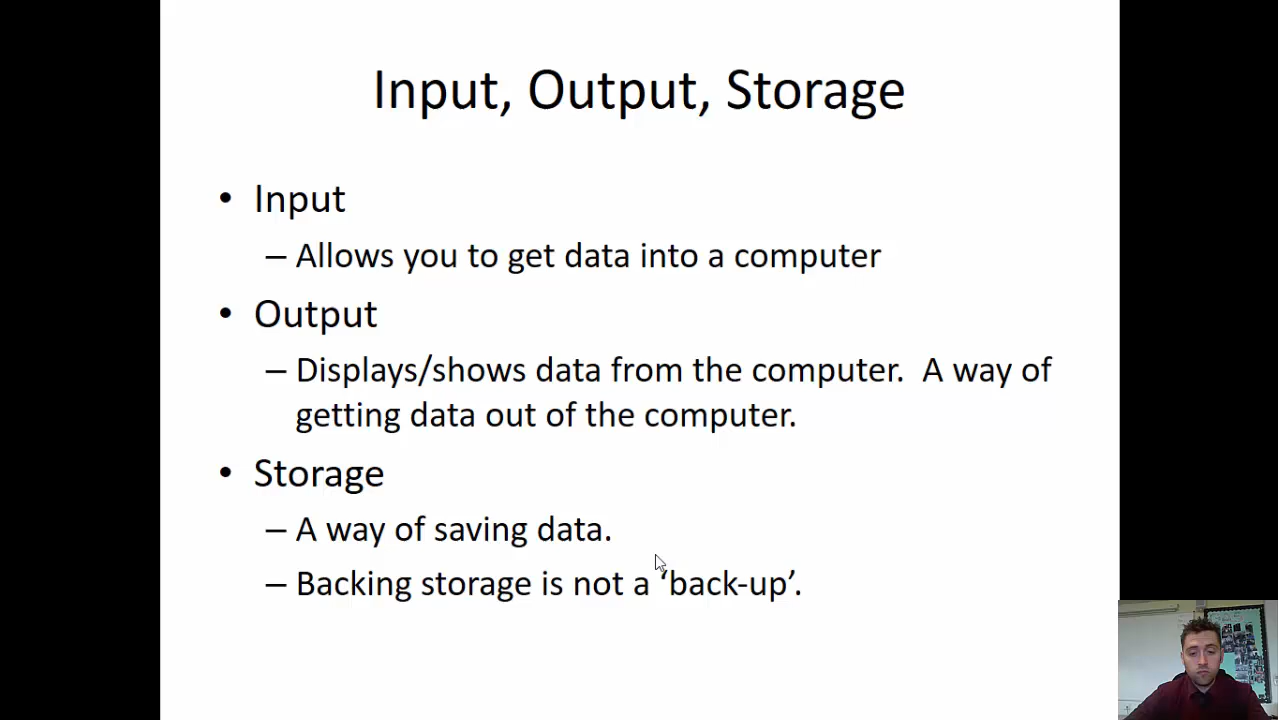 Input, Output, Storage
• Input
– Allows you to get data into a computer
• Output
– Displays/shows data from the computer.  A way of
getting data out of the computer.
• Storage
– A way of saving data.
– Backing storage is not a ‘back-up’.